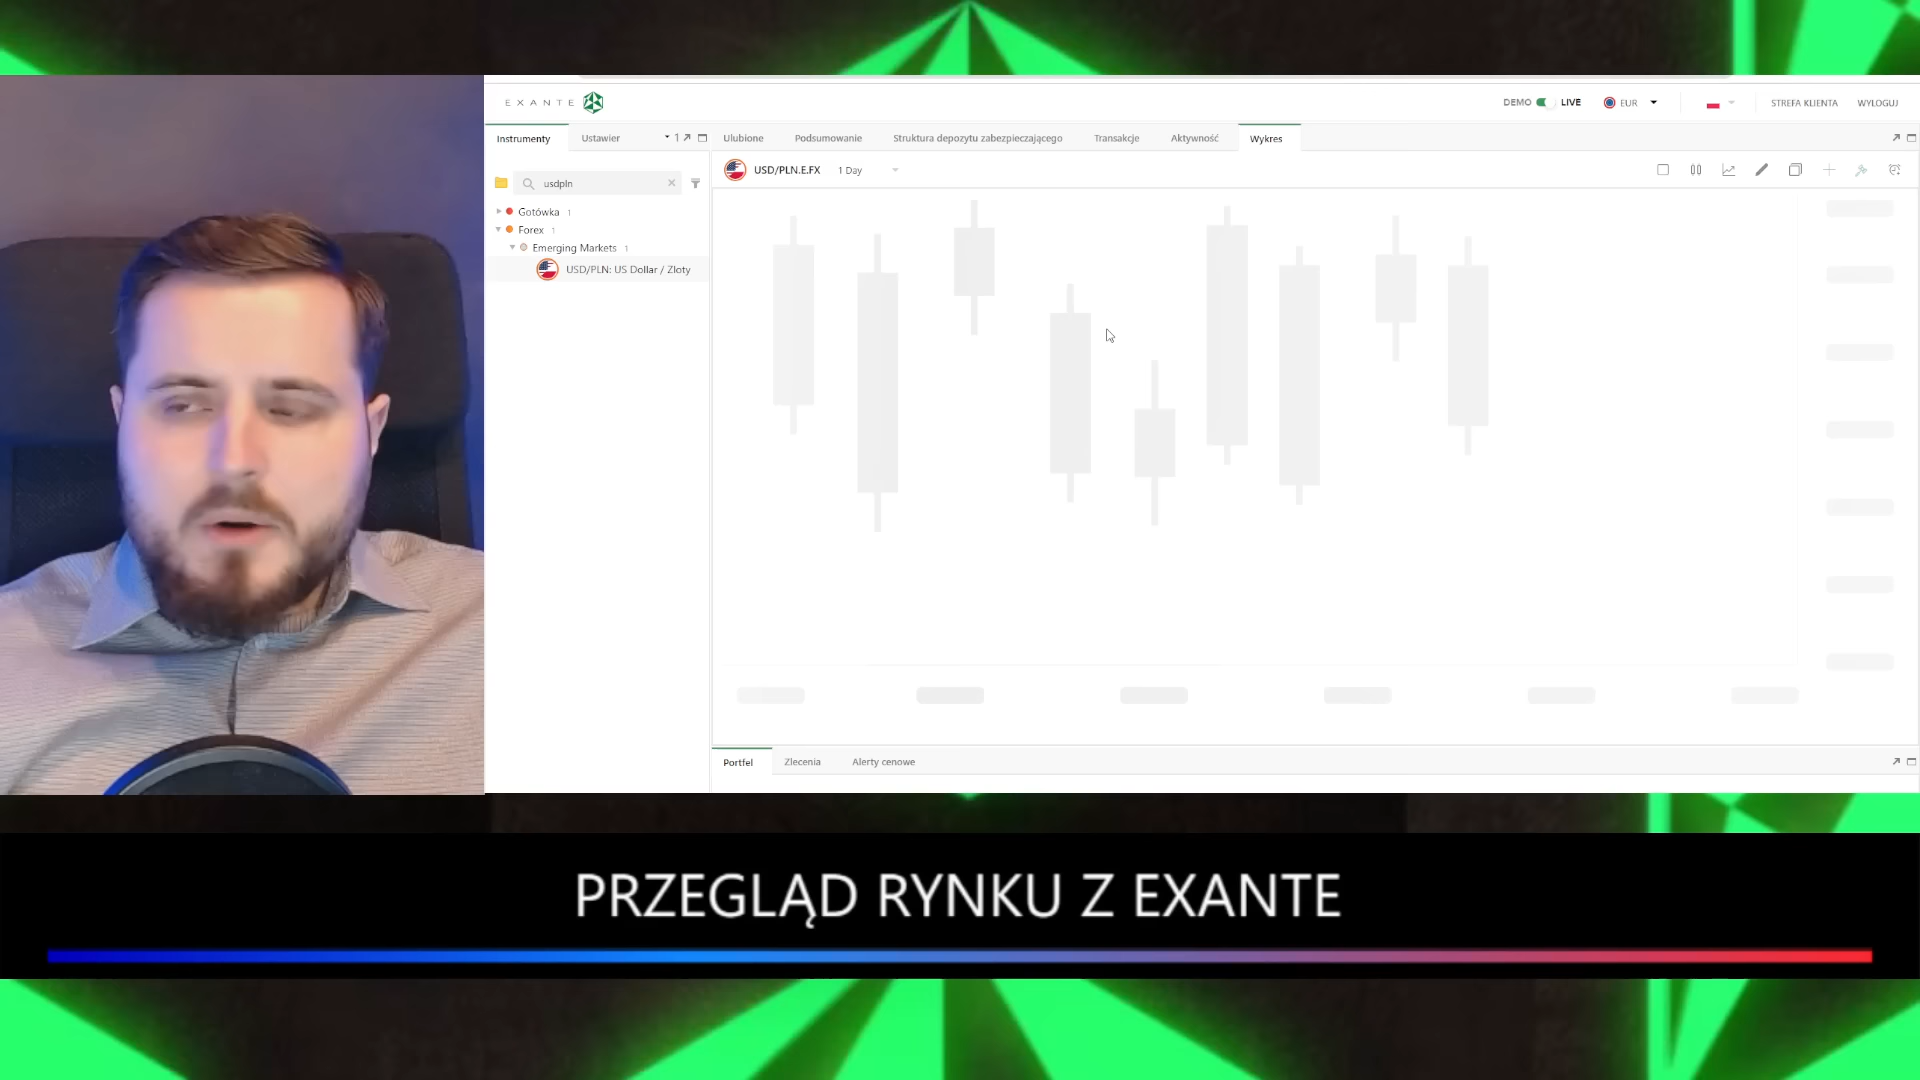 EXANTE
DEMO LIVE EUR STREFA KLIENTA WYLOGUJ
Instrumenty Ustawier 1 Ulubione Podsumowanie Struktura depozytu zabezpieczającego Transakcje Aktywność Wykres
USD/PLN.E.FX 1 Day
usdpln
Gotówka 1
Forex 1
Emerging Markets 1
USD/PLN: US Dollar / Zloty
Portfel Zlecenia Alerty cenowe
PRZEGLĄD RYNKU Z EXANTE